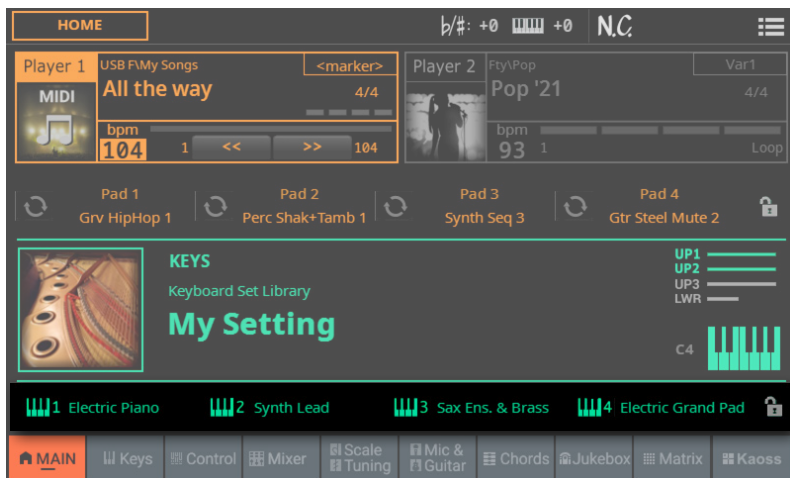 HOME
b/#: +0 +0 N.C.
Player 1
USB F\My Songs
<marker>
MIDI
All the way
4/4
bpm
104
1 << >> 104
Player 2
Fty\Pop
Var1
Pop '21
4/4
bpm
93 1 Loop
Pad 1
Grv HipHop 1
Pad 2
Perc Shak+Tamb 1
Pad 3
Synth Seq 3
Pad 4
Gtr Steel Mute 2
KEYS
Keyboard Set Library
My Setting
UP1
UP2
UP3
LWR
C4
1 Electric Piano
2 Synth Lead
3 Sax Ens. & Brass
4 Electric Grand Pad
MAIN
Keys
Control
Mixer
Scale
Tuning
Mic &
Guitar
Chords
Jukebox
Matrix
Kaoss